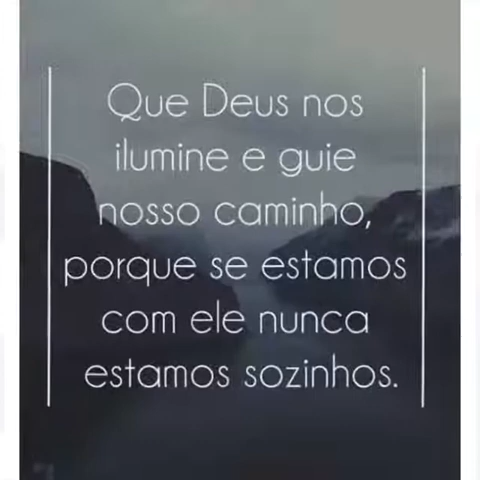 Que Deus nos
ilumine e guie
nosso caminho,
porque se estamos
com ele nunca
estamos sozinhos.